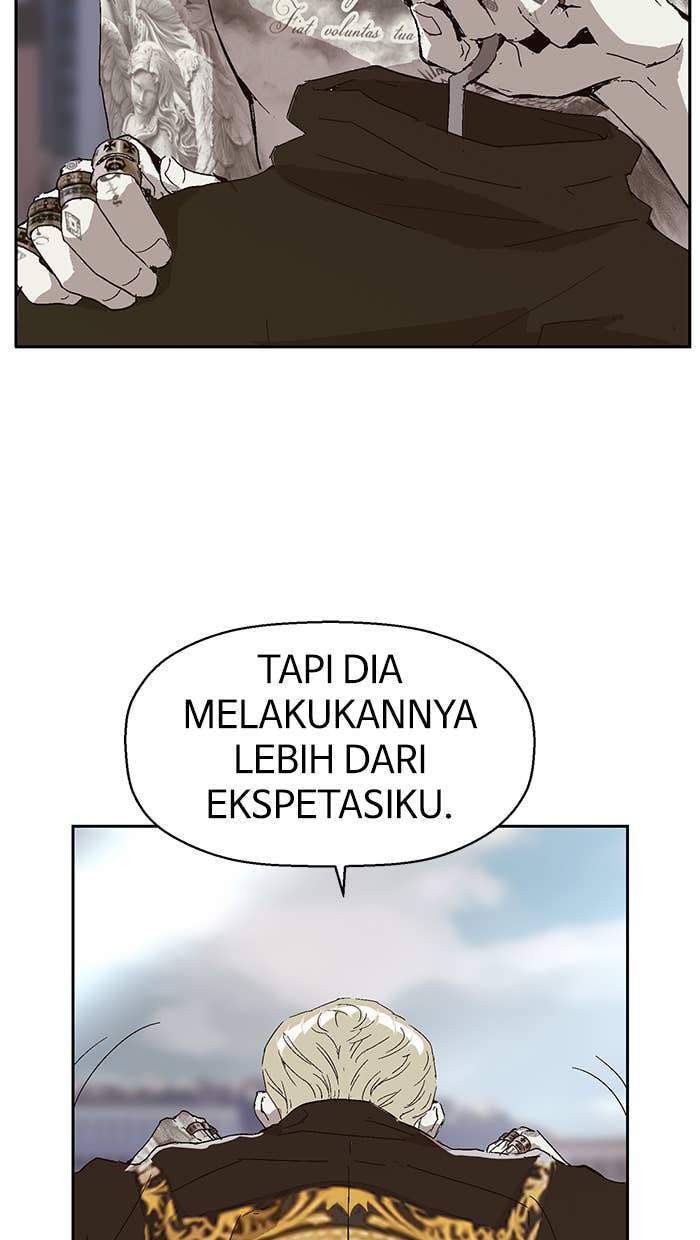 Fiat voluntas tua
TAPI DIA
MELAKUKANNYA
LEBIH DARI
EKSPETASIKU.